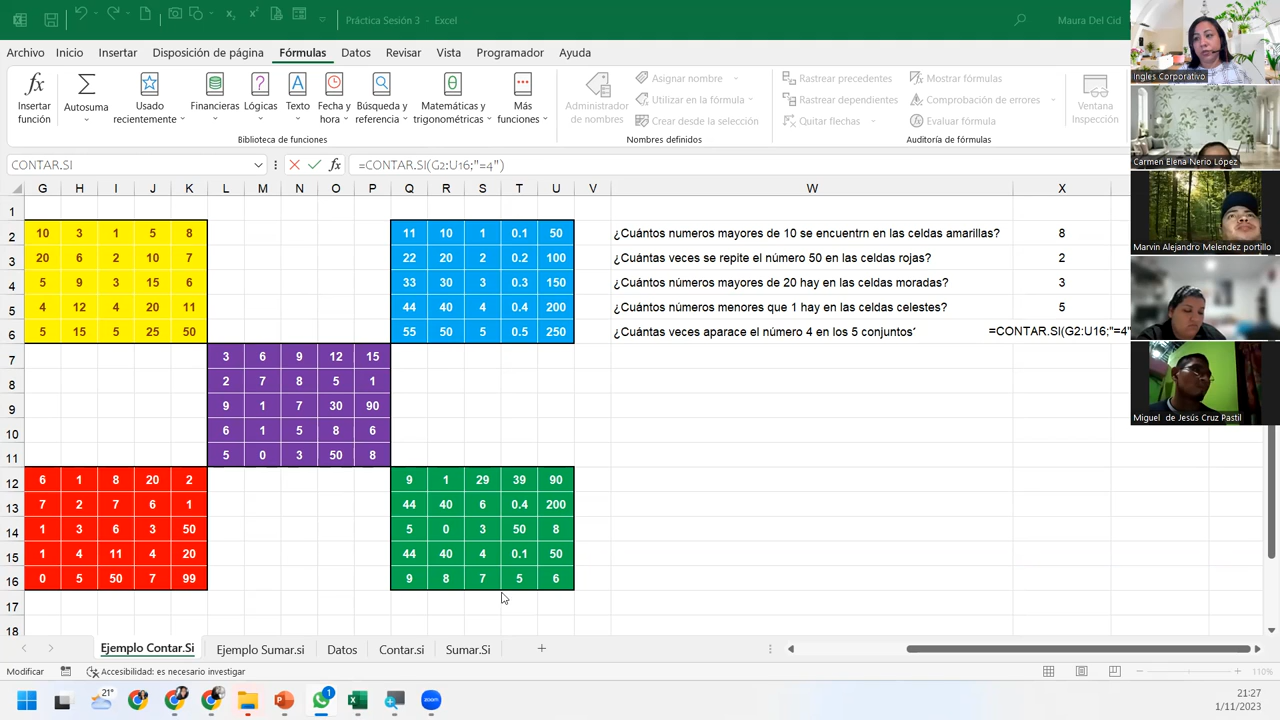 Práctica Sesión 3 - Excel
Maura Del Cid
Archivo Inicio Insertar Disposición de página Fórmulas Datos Revisar Vista Programador Ayuda
Insertar función
Autosuma
Usado recientemente
Financieras
Lógicas
Texto
Fecha y hora
Búsqueda y referencia
Matemáticas y trigonométricas
Más funciones
Biblioteca de funciones
Administrador de nombres
Asignar nombre
Utilizar en la fórmula
Crear desde la selección
Nombres definidos
Rastrear precedentes
Rastrear dependientes
Quitar flechas
Mostrar fórmulas
Comprobación de errores
Evaluar fórmula
Auditoría de fórmulas
Ventana Inspección
CONTAR.SI
fx =CONTAR.SI(G2:U16;"=4")
G H I J K L M N O P Q R S T U V W X
1
2 10 3 1 5 8 11 10 1 0.1 50 ¿Cuántos numeros mayores de 10 se encuentrn en las celdas amarillas? 8
3 20 6 2 10 7 22 20 2 0.2 100 ¿Cuántas veces se repite el número 50 en las celdas rojas? 2
4 5 9 3 15 6 33 30 3 0.3 150 ¿Cuántos números mayores de 20 hay en las celdas moradas? 3
5 4 12 4 20 11 44 40 4 0.4 200 ¿Cuántos números menores que 1 hay en las celdas celestes? 5
6 5 15 5 25 50 55 50 5 0.5 250 ¿Cuántas veces aparace el número 4 en los 5 conjuntos´ =CONTAR.SI(G2:U16;"=4"
7 3 6 9 12 15
8 2 7 8 5 1
9 9 1 7 30 90
10 6 1 5 8 6
11 5 0 3 50 8
12 6 1 8 20 2 9 1 29 39 90
13 7 2 7 6 1 44 40 6 0.4 200
14 1 3 6 3 50 5 0 3 50 8
15 1 4 11 4 20 44 40 4 0.1 50
16 0 5 50 7 99 9 8 7 5 6
17
18
Ejemplo Contar.Si Ejemplo Sumar.si Datos Contar.si Sumar.Si
Modificar
Accesibilidad: es necesario investigar
110%
21°
1
zoom
21:27
1/11/2023
Ingles Corporativo
Carmen Elena Nerio López
Marvin Alejandro Melendez portillo
Miguel de Jesús Cruz Pastil